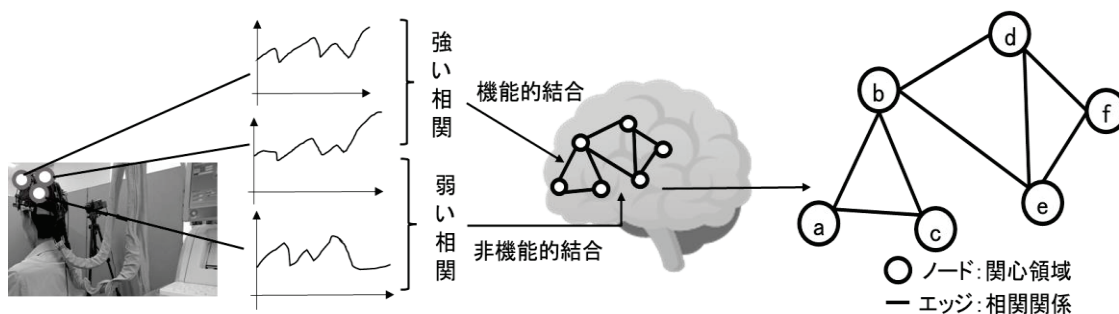 強い相関
弱い相関
機能的結合
非機能的結合
a
b
c
d
e
f
ノード:関心領域
エッジ:相関関係